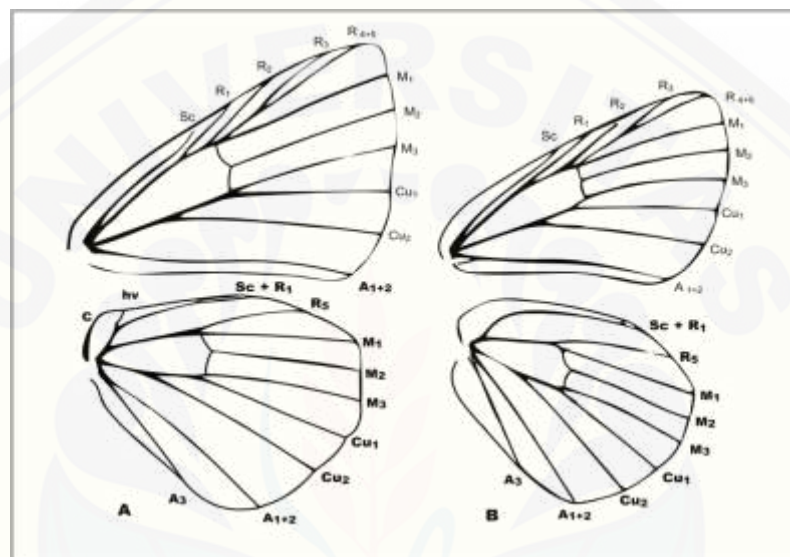 UNIVERSITAS
Sc
R1
R2
R3
R4+5
M1
M2
M3
Cu1
Cu2
A1+2
C
hv
Sc + R1
R5
M1
M2
M3
Cu1
Cu2
A1+2
A3
A
Sc
R1
R2
R3
R4+5
M1
M2
M3
Cu1
Cu2
A1+2
Sc + R1
R5
M1
M2
M3
Cu1
Cu2
A1+2
A3
B